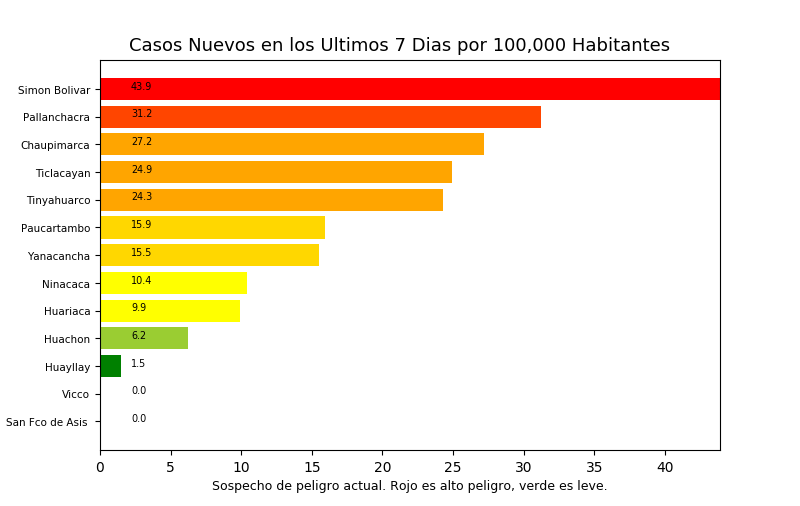 Casos Nuevos en los Ultimos 7 Dias por 100,000 Habitantes
Simon Bolivar 43.9
Pallanchacra 31.2
Chaupimarca 27.2
Ticlacayan 24.9
Tinyahuarco 24.3
Paucartambo 15.9
Yanacancha 15.5
Ninacaca 10.4
Huariaca 9.9
Huachon 6.2
Huayllay 1.5
Vicco 0.0
San Fco de Asis 0.0
0 5 10 15 20 25 30 35 40
Sospecho de peligro actual. Rojo es alto peligro, verde es leve.